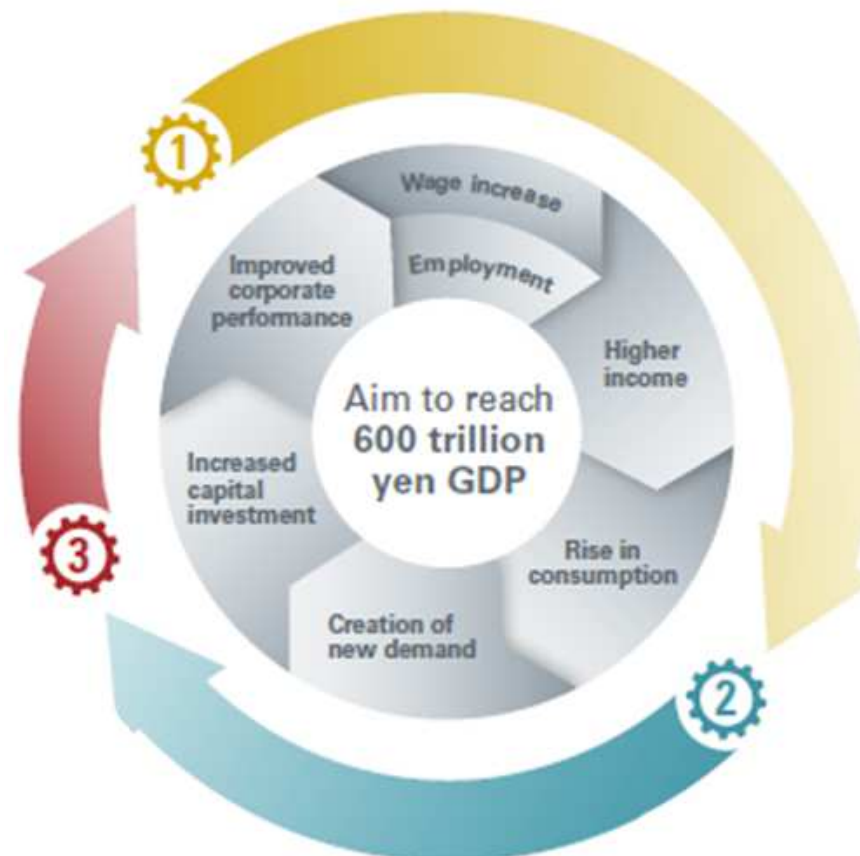 1
Wage increase
Employment
Improved
corporate
performance
Higher
income
Aim to reach
600 trillion
yen GDP
Increased
capital
investment
3
Rise in
consumption
Creation of
new demand
2